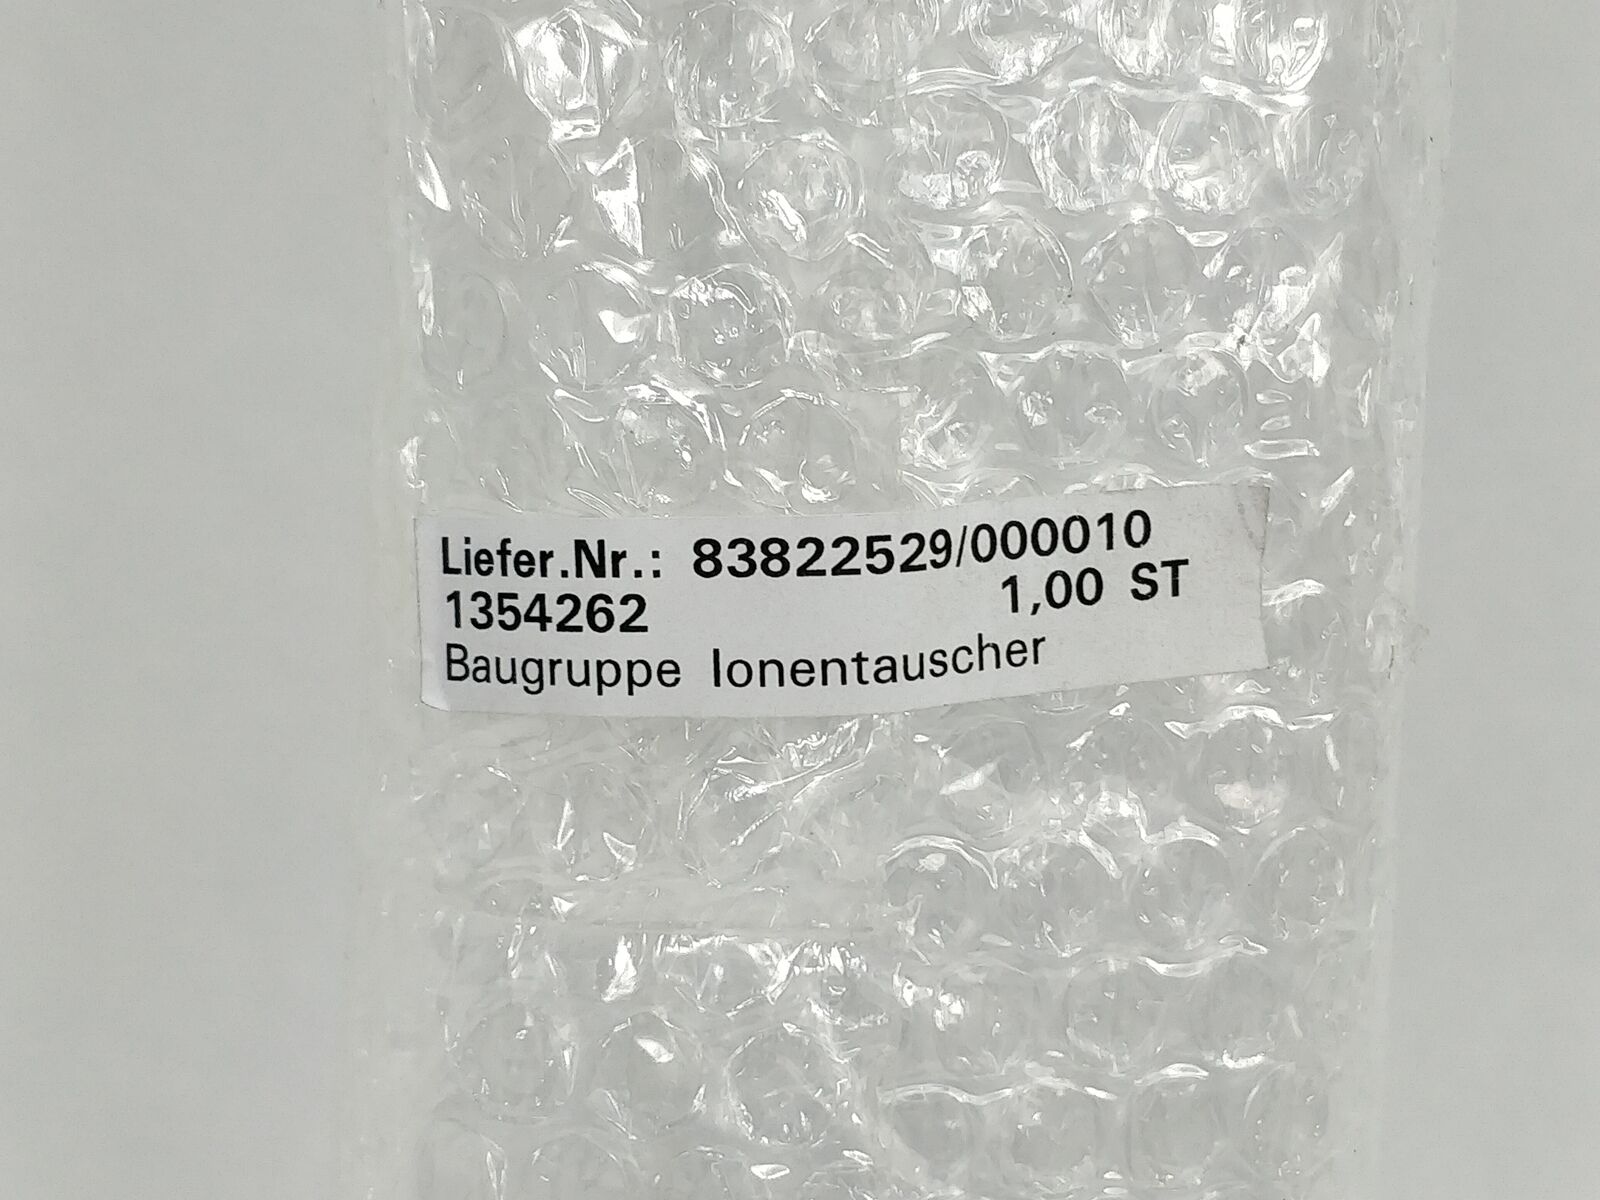 Liefer.Nr.: 83822529/000010
1354262 1,00 ST
Baugruppe Ionentauscher